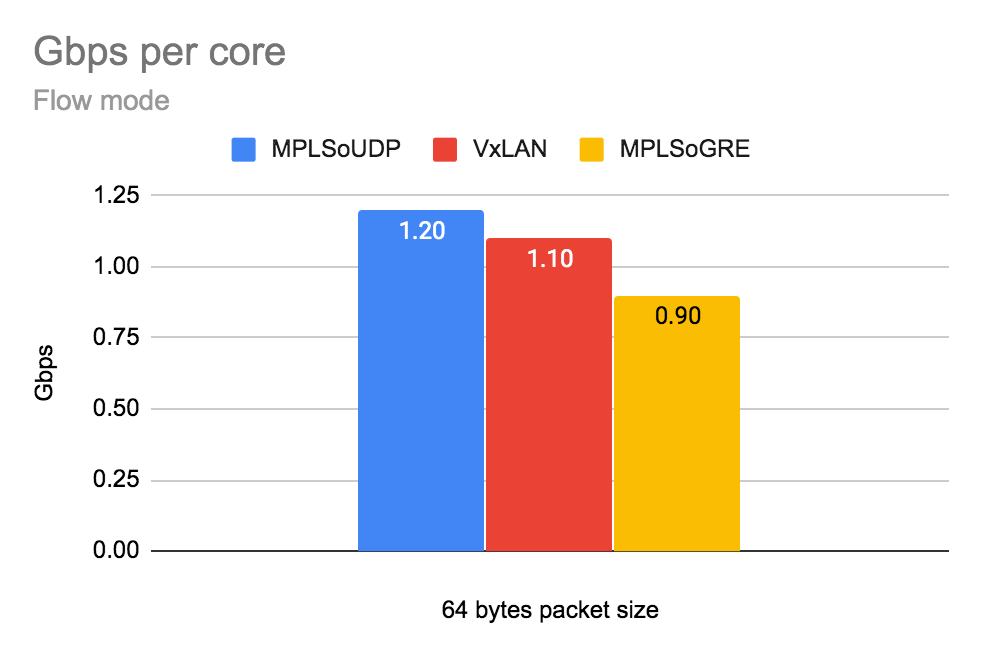 Gbps per core
Flow mode
MPLSoUDP VxLAN MPLSoGRE
1.25
1.20
1.10
1.00
0.90
0.75
Gbps
0.50
0.25
0.00
64 bytes packet size